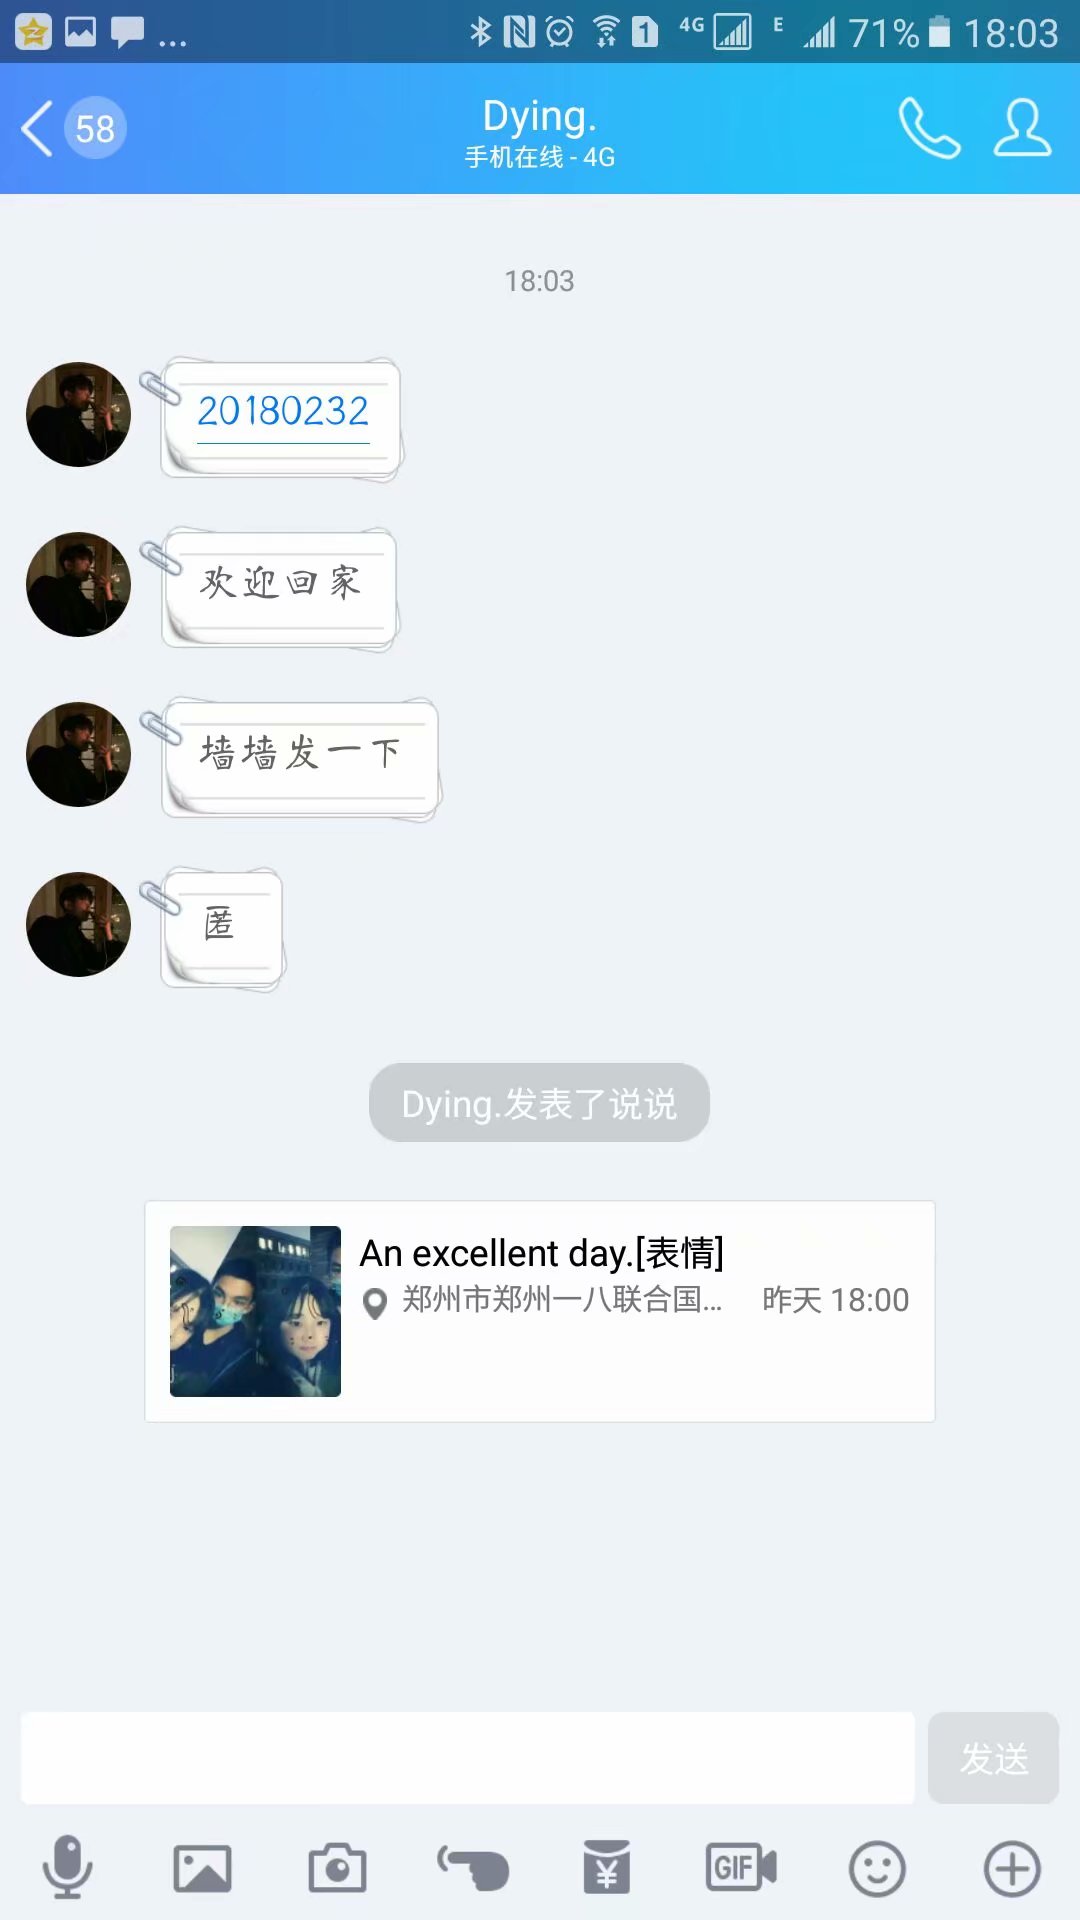 4G E 71% 18:03
58
Dying.
手机在线 - 4G
18:03
20180232
欢迎回家
墙墙发一下
匿
Dying.发表了说说
An excellent day.[表情]
郑州市郑州一八联合国... 昨天 18:00
发送
GIF